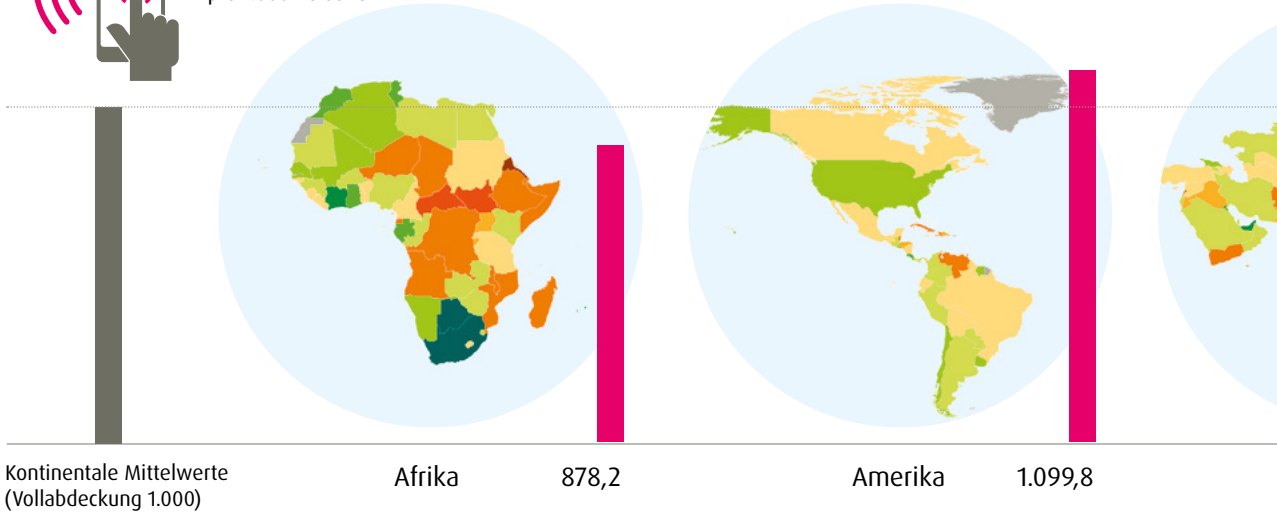 Kontinentale Mittelwerte
(Vollabdeckung 1.000)
Afrika 878,2
Amerika 1.099,8